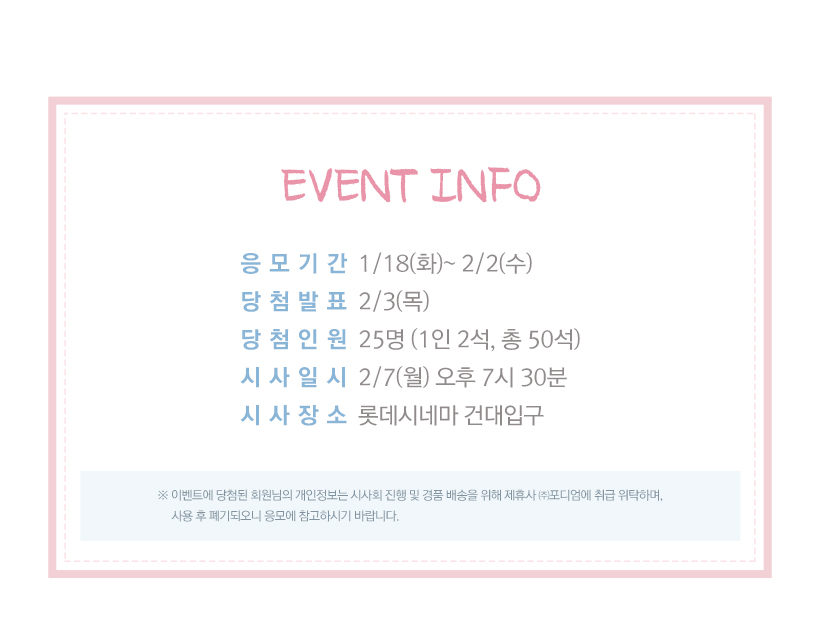 EVENT INFO
응모기간 1/18(화)~ 2/2(수)
당첨발표 2/3(목)
당첨인원 25명 (1인 2석, 총 50석)
시사일시 2/7(월) 오후 7시 30분
시사장소 롯데시네마 건대입구
※ 이벤트에 당첨된 회원님의 개인정보는 시사회 진행 및 경품 배송을 위해 제휴사 ㈜포디엄에 취급 위탁하며,
사용 후 폐기되오니 응모에 참고하시기 바랍니다.